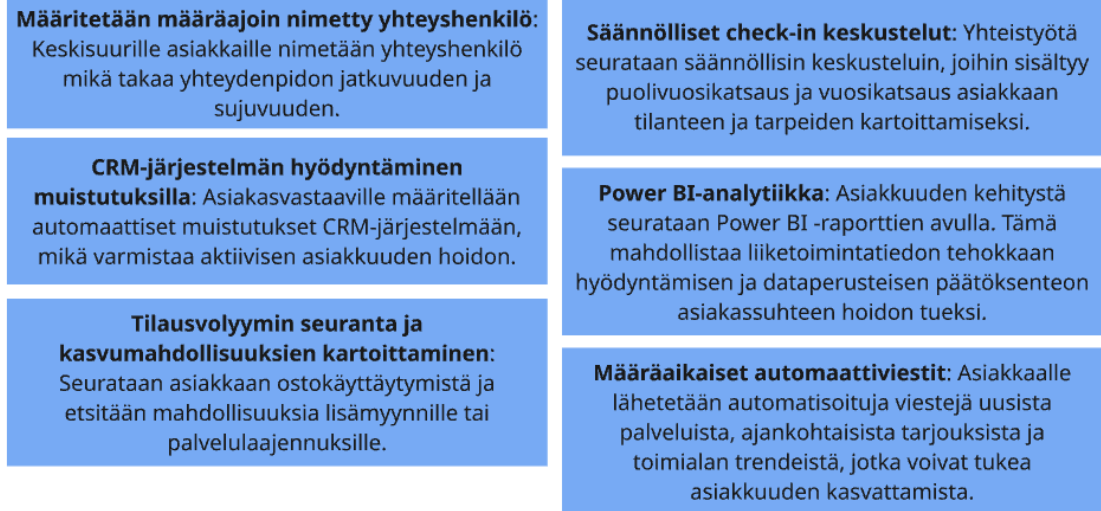 Määritetään määräajoin nimetty yhteyshenkilö:
Keskisuurille asiakkaille nimetään yhteyshenkilö
mikä takaa yhteydenpidon jatkuvuuden ja
sujuvuuden.
CRM-järjestelmän hyödyntäminen
muistutuksilla: Asiakasvastaaville määritellään
automaattiset muistutukset CRM-järjestelmään,
mikä varmistaa aktiivisen asiakkuuden hoidon.
Tilausvolyymin seuranta ja
kasvumahdollisuuksien kartoittaminen:
Seurataan asiakkaan ostokäyttäytymistä ja
etsitään mahdollisuuksia lisämyynnille tai
palvelulaajennuksille.
Säännölliset check-in keskustelut: Yhteistyötä
seurataan säännöllisin keskusteluin, joihin sisältyy
puolivuosikatsaus ja vuosikatsaus asiakkaan
tilanteen ja tarpeiden kartoittamiseksi.
Power BI-analytiikka: Asiakkuuden kehitystä
seurataan Power BI -raporttien avulla. Tämä
mahdollistaa liiketoimintatiedon tehokkaan
hyödyntämisen ja dataperusteisen päätöksenteon
asiakassuhteen hoidon tueksi.
Määräaikaiset automaattiviestit: Asiakkaalle
lähetetään automatisoituja viestejä uusista
palveluista, ajankohtaisista tarjouksista ja
toimialan trendeistä, jotka voivat tukea
asiakkuuden kasvattamista.